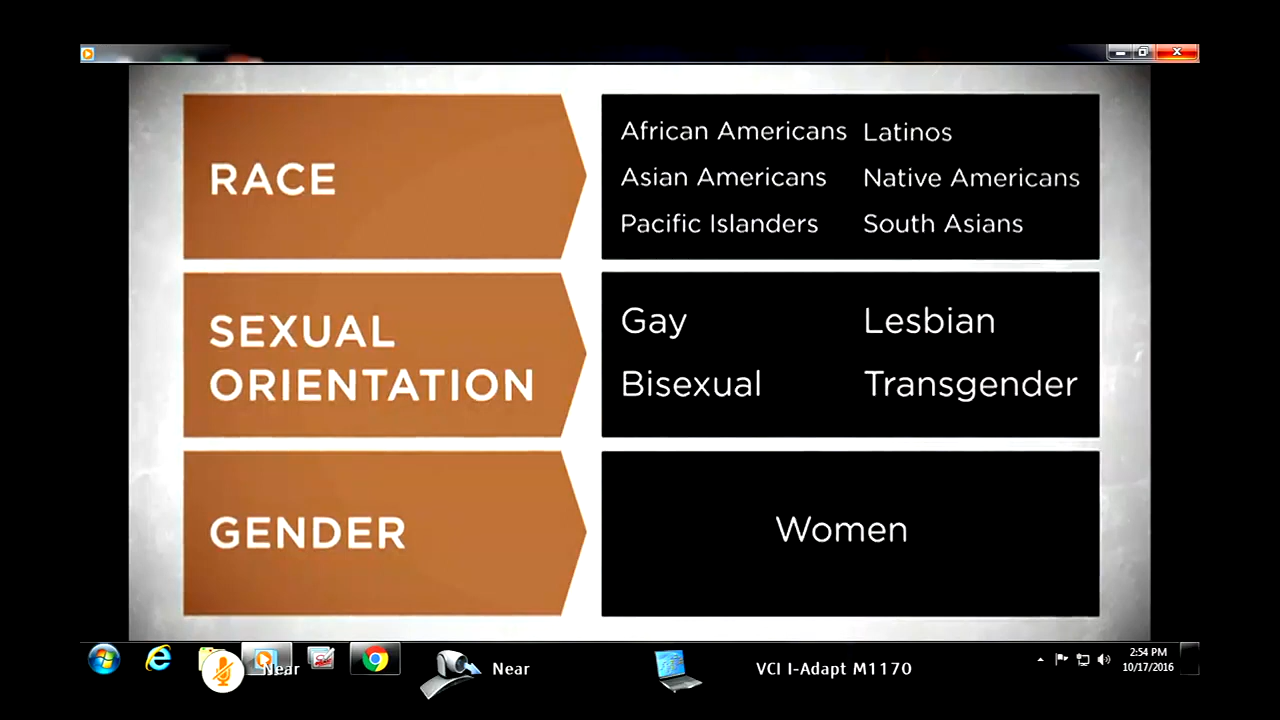 RACE
African Americans Latinos
Asian Americans Native Americans
Pacific Islanders South Asians
SEXUAL
ORIENTATION
Gay Lesbian
Bisexual Transgender
GENDER
Women
Near
Near
VCI I-Adapt M1170
2:54 PM
10/17/2016